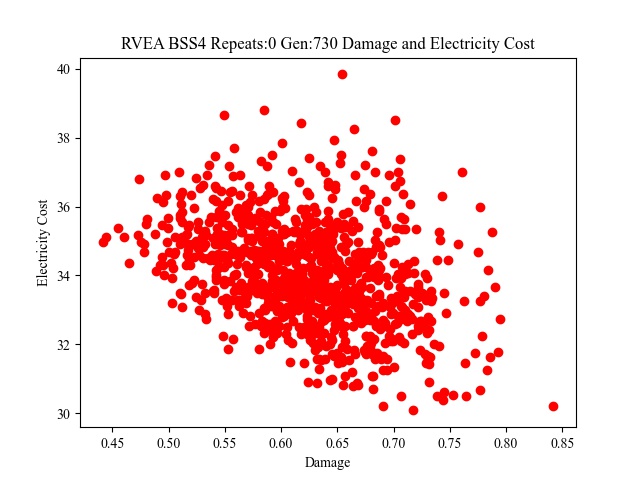 RVEA BSS4 Repeats:0 Gen:730 Damage and Electricity Cost
40
38
36
34
32
30
Electricity Cost
0.45 0.50 0.55 0.60 0.65 0.70 0.75 0.80 0.85
Damage